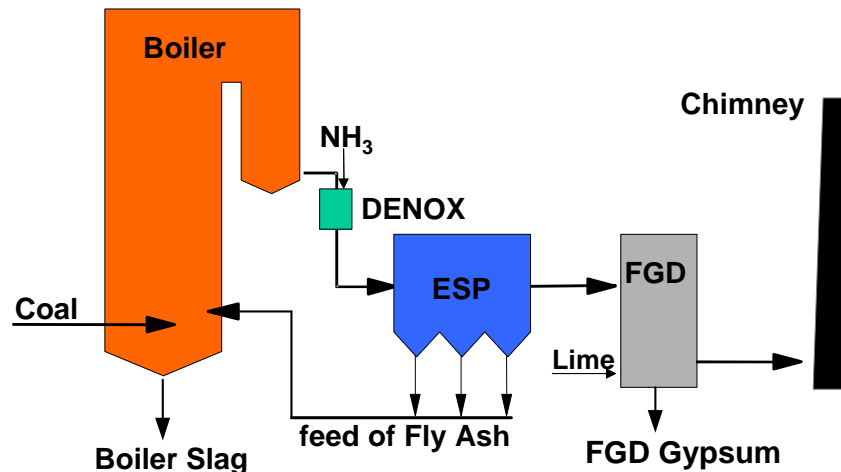 Boiler
Chimney
NH₃
DENOX
ESP
FGD
Coal
Lime
feed of Fly Ash
Boiler Slag
FGD Gypsum